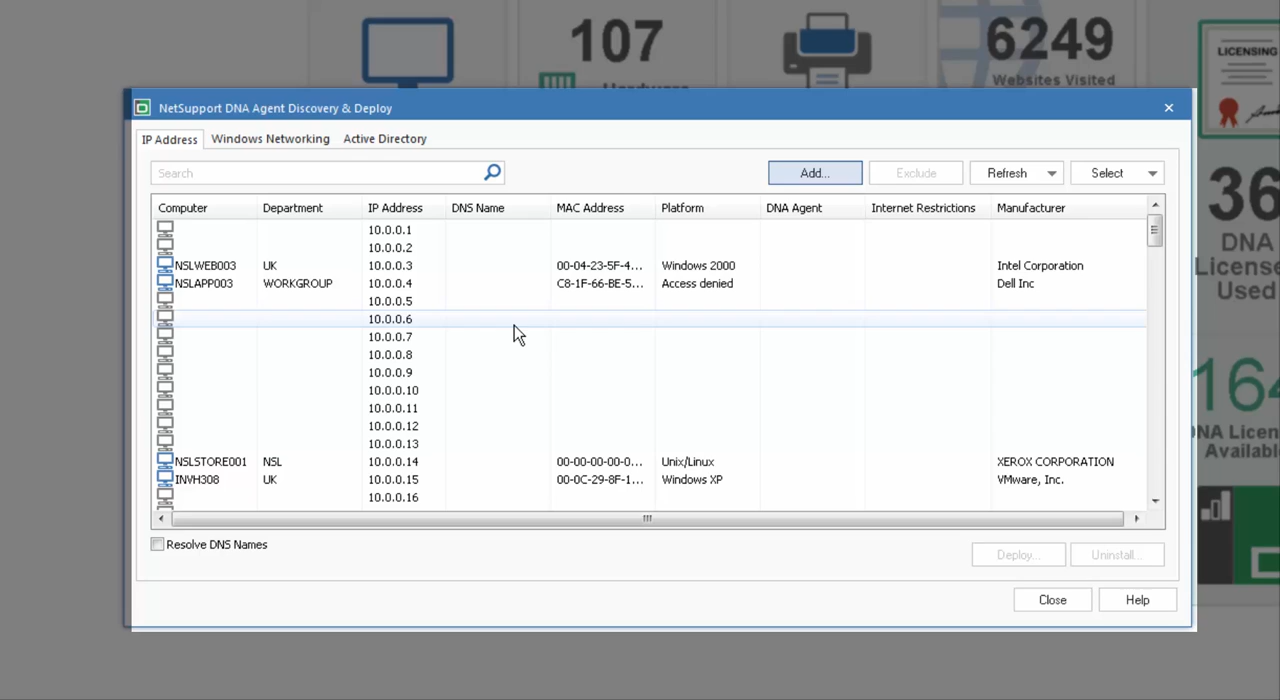 107
6249
Hardware
Websites Visited
LICENSING
NetSupport DNA Agent Discovery & Deploy
IP Address Windows Networking Active Directory
Search Add... Exclude Refresh Select
Computer Department IP Address DNS Name MAC Address Platform DNA Agent Internet Restrictions Manufacturer
10.0.0.1
10.0.0.2
NSLWEB003 UK 10.0.0.3 00-04-23-5F-4... Windows 2000 Intel Corporation
NSLAPP003 WORKGROUP 10.0.0.4 C8-1F-66-BE-5... Access denied Dell Inc
10.0.0.5
10.0.0.6
10.0.0.7
10.0.0.8
10.0.0.9
10.0.0.10
10.0.0.11
10.0.0.12
10.0.0.13
NSLSTORE001 NSL 10.0.0.14 00-00-00-00-0... Unix/Linux XEROX CORPORATION
INVH308 UK 10.0.0.15 00-0C-29-8F-1... Windows XP VMware, Inc.
10.0.0.16
Resolve DNS Names
Deploy... Uninstall...
Close Help
36
DNA
License
Used
164
DNA Licen
Availabl